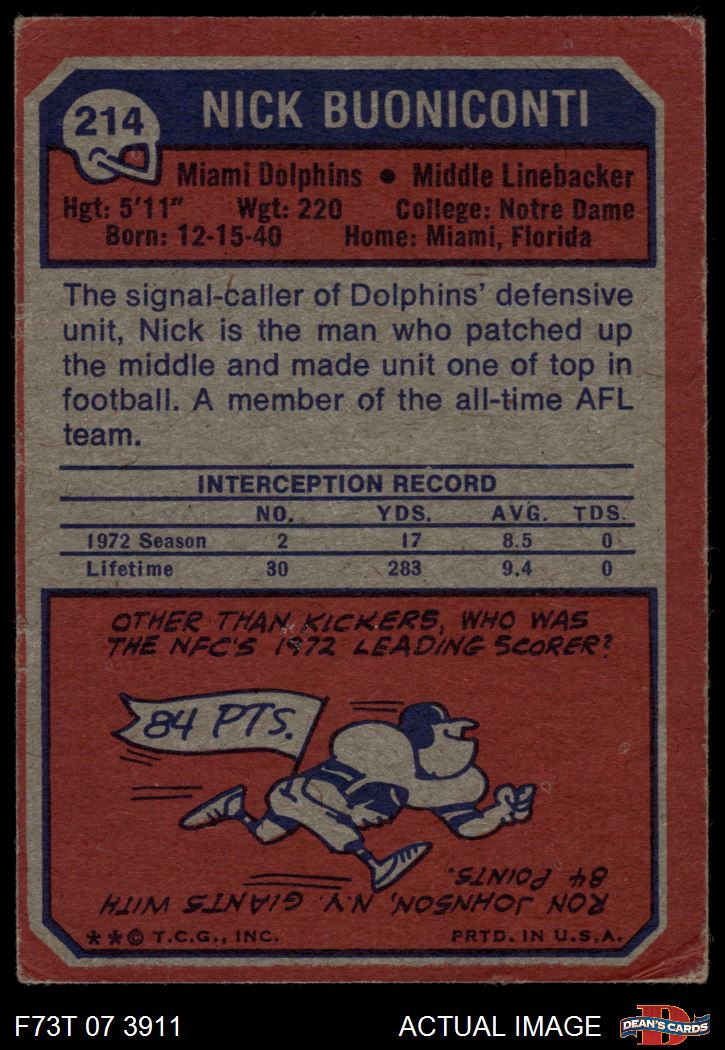 214
NICK BUONICONTI
Miami Dolphins • Middle Linebacker
Hgt: 5'11" Wgt: 220 College: Notre Dame
Born: 12-15-40 Home: Miami, Florida
The signal-caller of Dolphins' defensive
unit, Nick is the man who patched up
the middle and made unit one of top in
football. A member of the all-time AFL
team.
INTERCEPTION RECORD
NO. YDS. AVG. TDS.
1972 Season 2 17 8.5 0
Lifetime 30 283 9.4 0
OTHER THAN KICKERS, WHO WAS
THE NFC'S 1972 LEADING SCORER?
84 PTS.
RON JOHNSON, N.Y. GIANTS WITH
84 POINTS.
**© T.C.G., INC. PRTD. IN U.S.A.
F73T 07 3911 ACTUAL IMAGE
D
DEAN'S CARDS